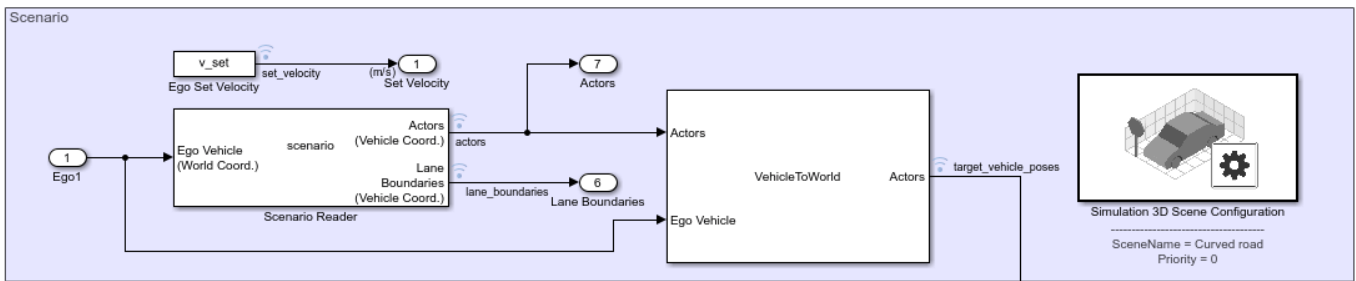 Scenario
v_set
Ego Set Velocity
set_velocity
(m/s)
1
Set Velocity
7
Actors
1
Ego1
Ego Vehicle
(World Coord.)
scenario
Actors
(Vehicle Coord.)
Lane
Boundaries
(Vehicle Coord.)
Scenario Reader
actors
lane_boundaries
6
Lane Boundaries
Actors
Ego Vehicle
VehicleToWorld
Actors
target_vehicle_poses
Simulation 3D Scene Configuration
----------------------------------------
SceneName = Curved road
Priority = 0